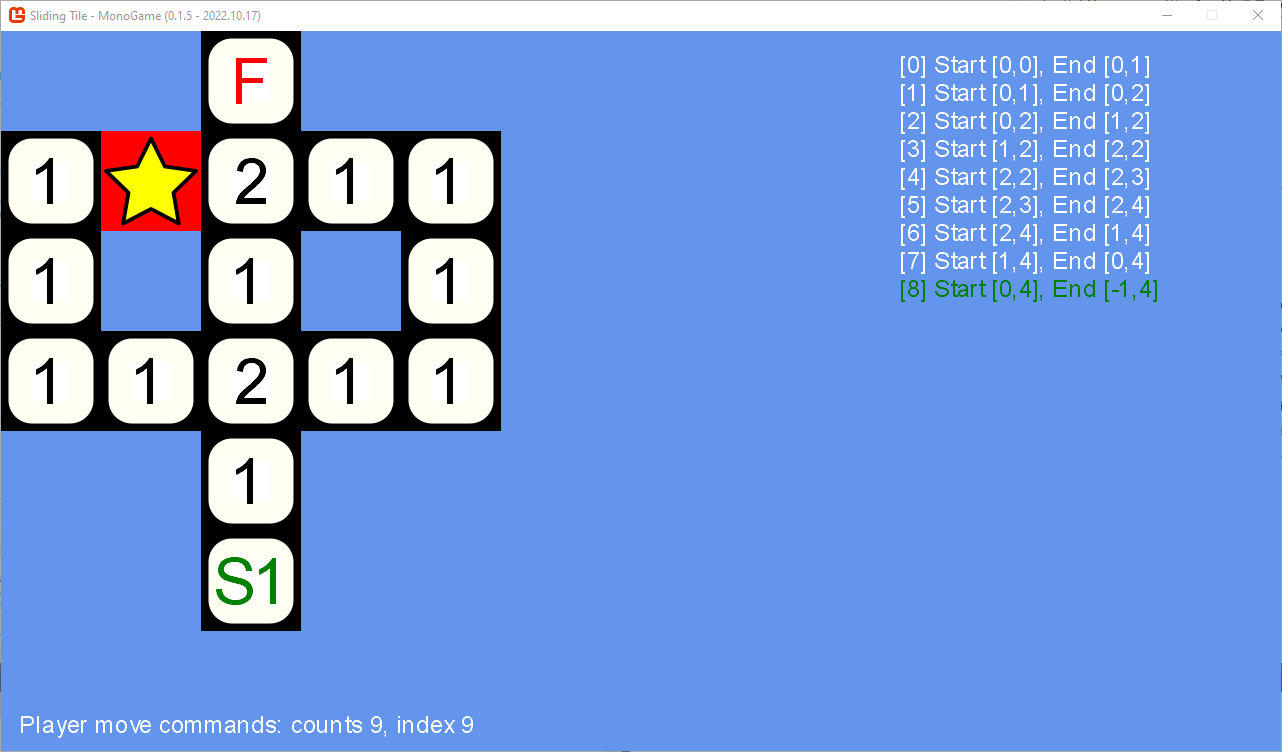 Sliding Tile - MonoGame (0.1.5 - 2022.10.17)
F
1 2 1 1
1 1 1
1 1 2 1 1
1
S1
[0] Start [0,0], End [0,1]
[1] Start [0,1], End [0,2]
[2] Start [0,2], End [1,2]
[3] Start [1,2], End [2,2]
[4] Start [2,2], End [2,3]
[5] Start [2,3], End [2,4]
[6] Start [2,4], End [1,4]
[7] Start [1,4], End [0,4]
[8] Start [0,4], End [-1,4]
Player move commands: counts 9, index 9